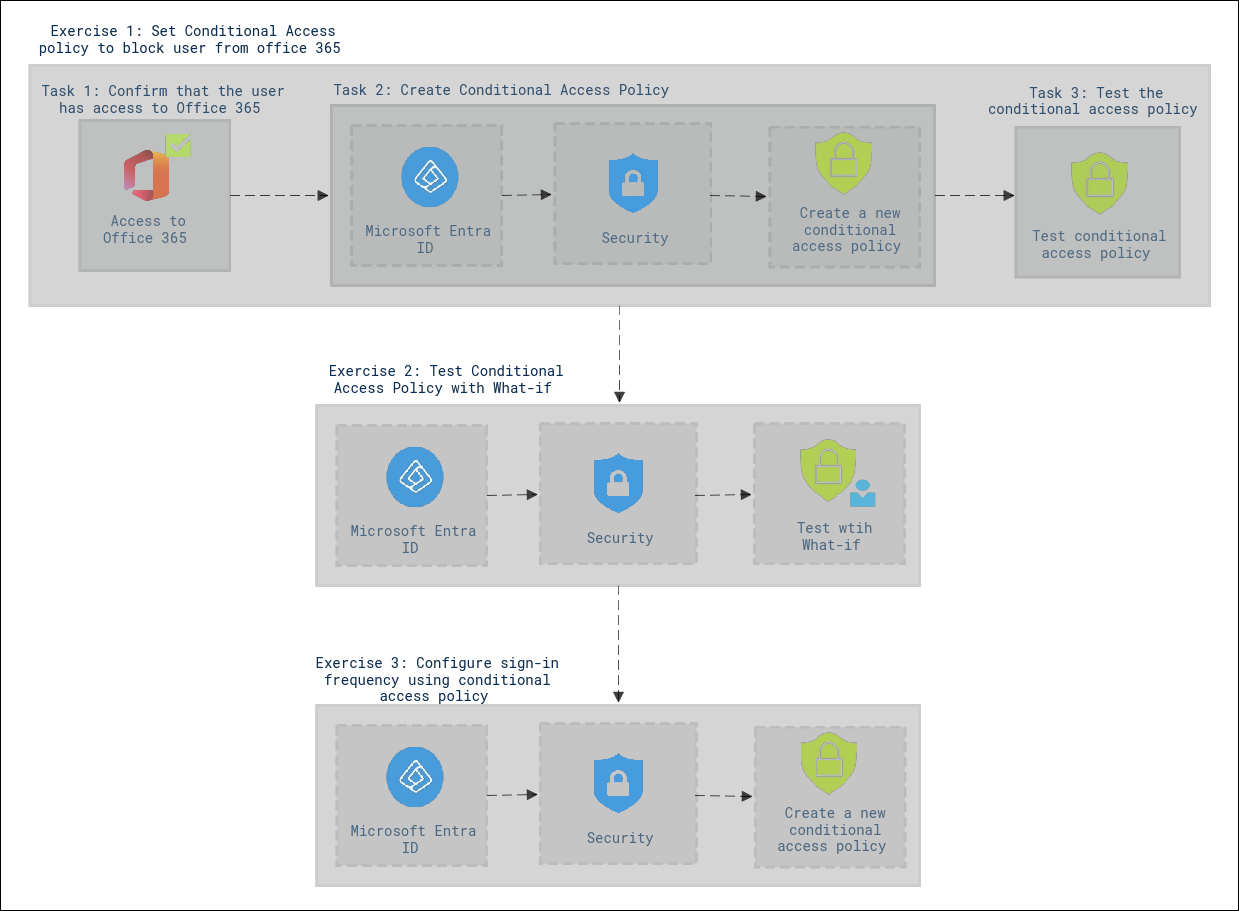 Exercise 1: Set Conditional Access
policy to block user from office 365
Task 1: Confirm that the user
has access to Office 365
Access to
Office 365
Task 2: Create Conditional Access Policy
Microsoft Entra
ID
Security
Create a new
conditional
access policy
Task 3: Test the
conditional access policy
Test conditional
access policy
Exercise 2: Test Conditional
Access Policy with What-if
Microsoft Entra
ID
Security
Test wtih
What-if
Exercise 3: Configure sign-in
frequency using conditional
access policy
Microsoft Entra
ID
Security
Create a new
conditional
access policy